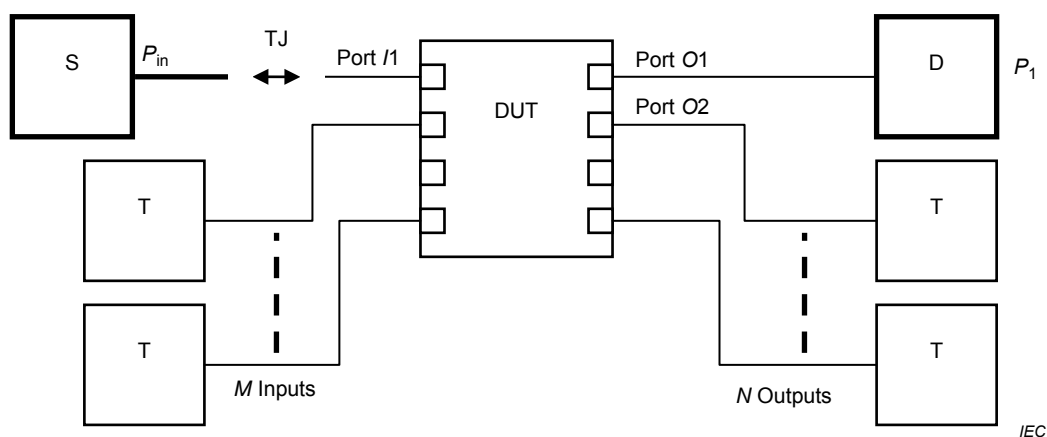 S
P_in
TJ
Port I1
DUT
Port O1
Port O2
D
P_1
T
T
T
T
M Inputs
N Outputs
IEC